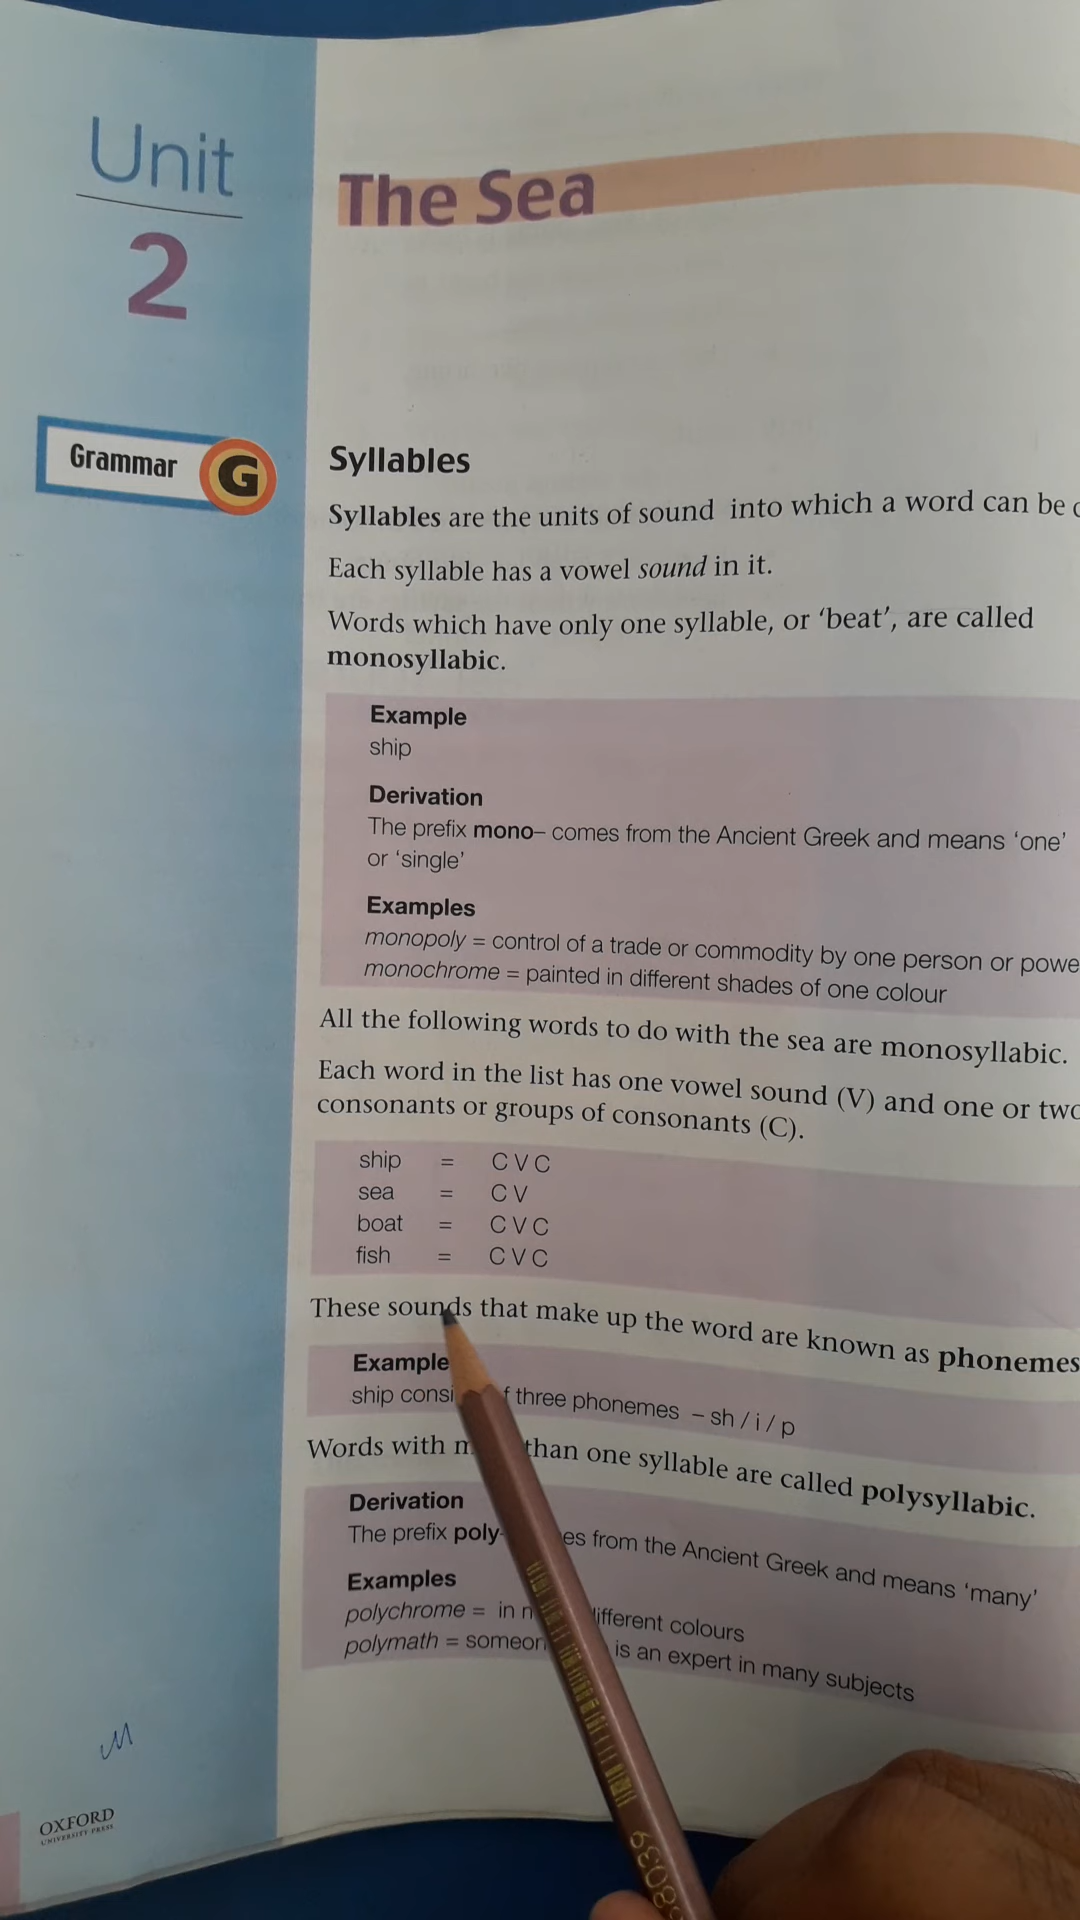 Unit
2
The Sea
Grammar G
Syllables
Syllables are the units of sound into which a word can be
Each syllable has a vowel sound in it.
Words which have only one syllable, or ‘beat’, are called
monosyllabic.
Example
ship
Derivation
The prefix mono– comes from the Ancient Greek and means ‘one’
or ‘single’
Examples
monopoly = control of a trade or commodity by one person or
monochrome = painted in different shades of one colour
All the following words to do with the sea are monosyllabic.
Each word in the list has one vowel sound (V) and one or
consonants or groups of consonants (C).
ship = C V C
sea = C V
boat = C V C
fish = C V C
These sounds that make up the word are known as phonemes
Example
ship three phonemes – sh / i / p
Words with than one syllable are called polysyllabic.
Derivation
The prefix poly- from the Ancient Greek and means ‘many’
Examples
polychrome = in different colours
polymath = is an expert in many subjects
OXFORD
UNIVERSITY PRESS